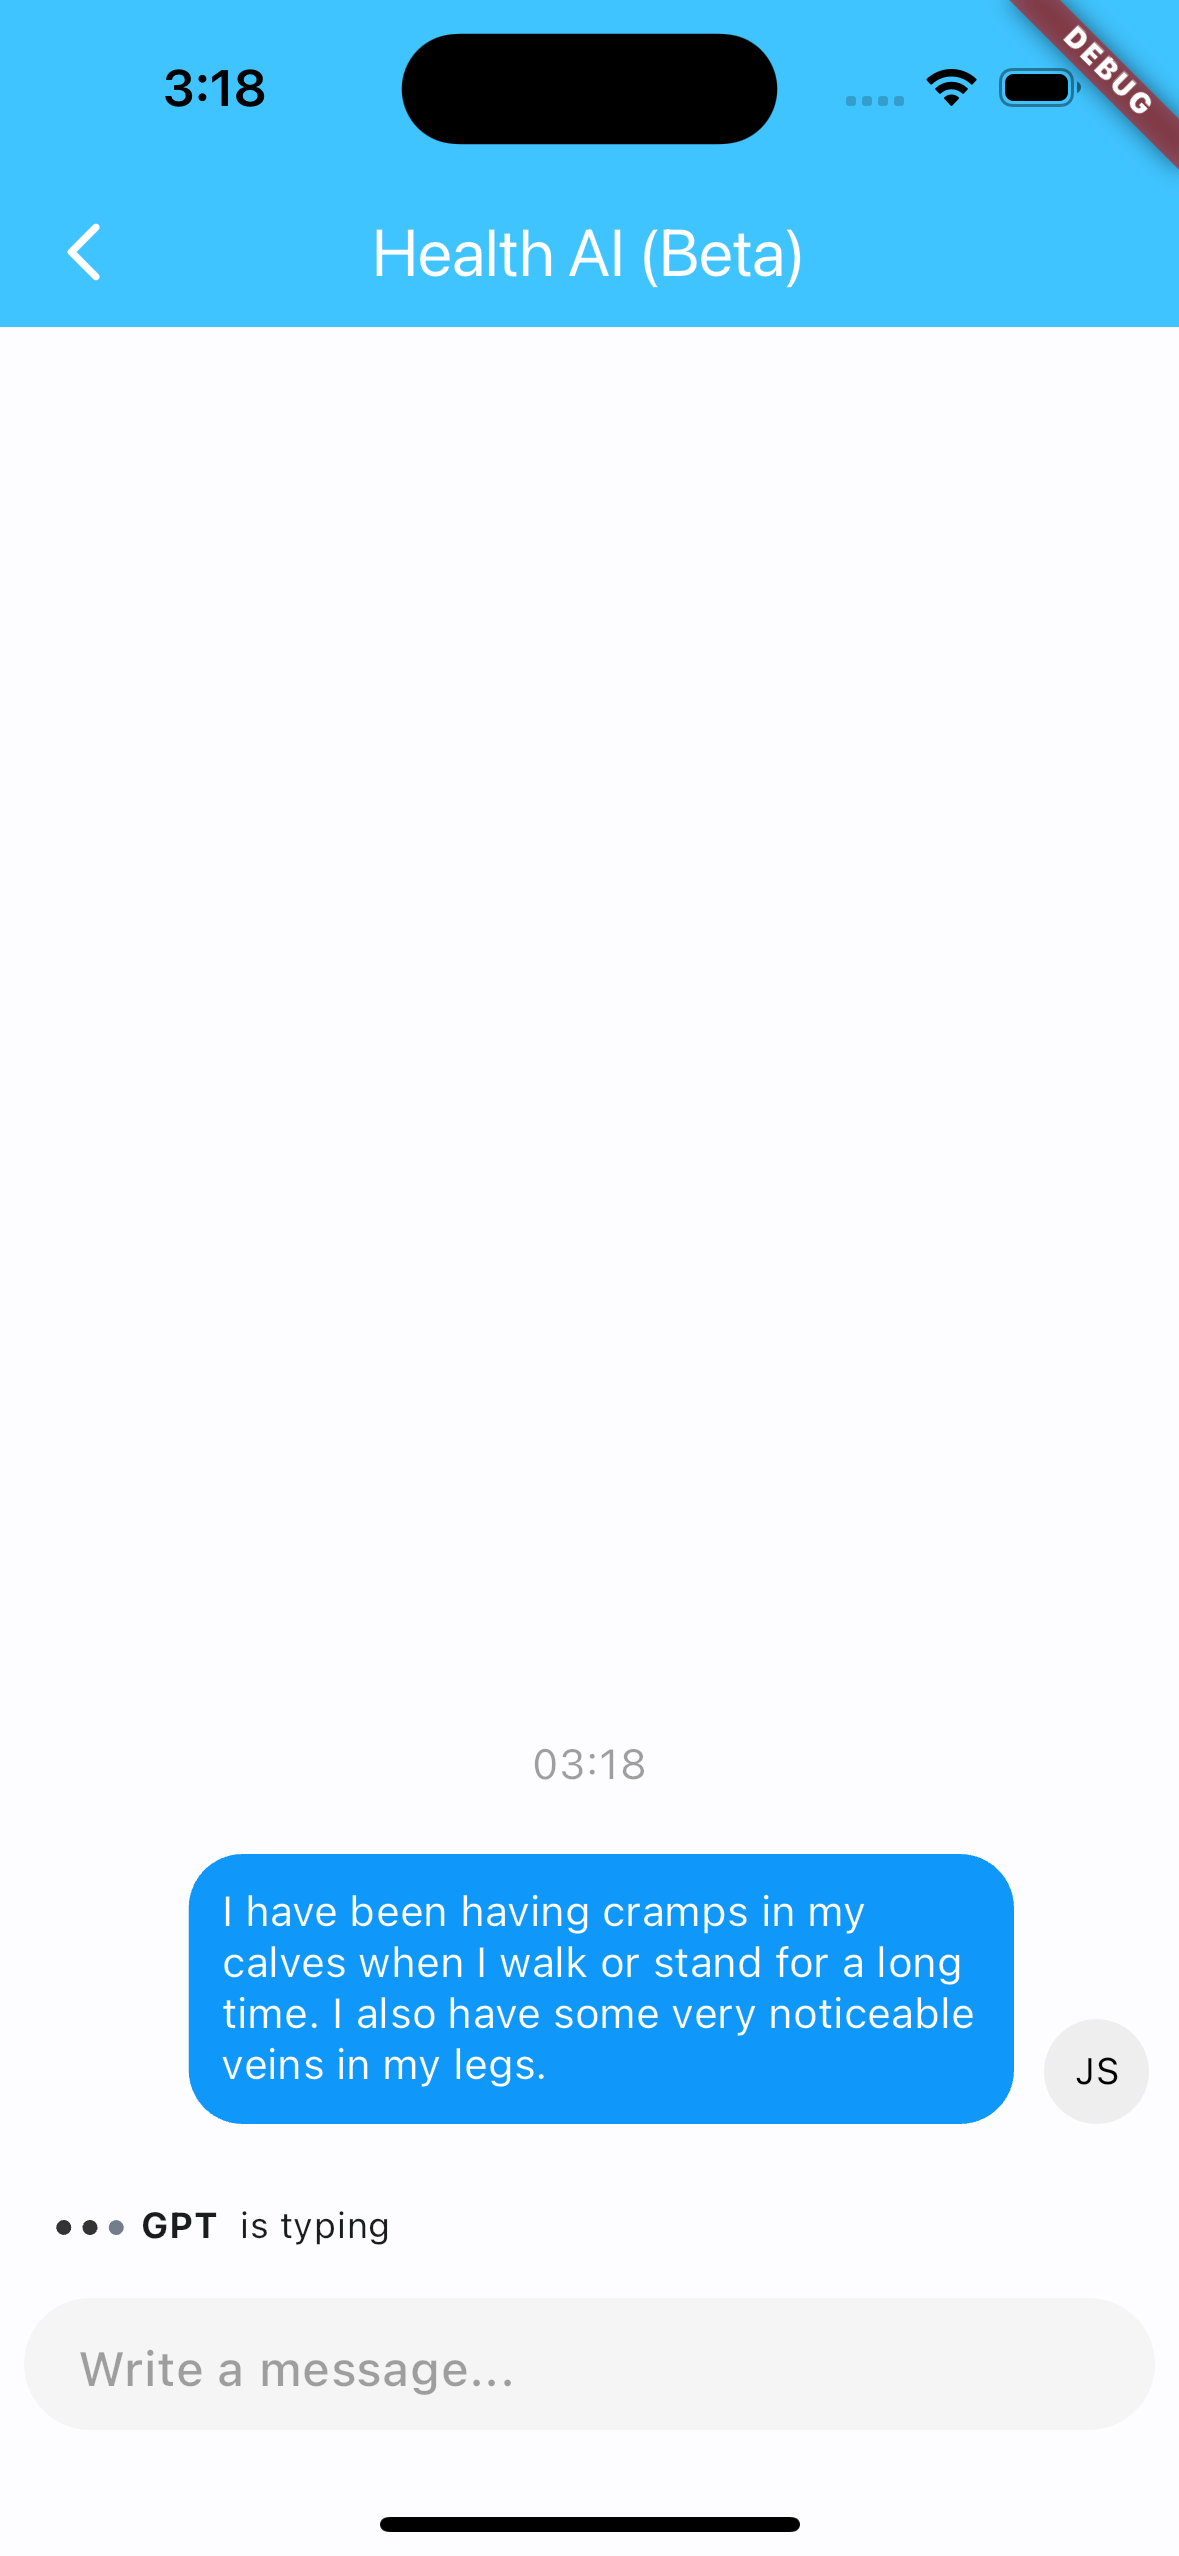 3:18
DEBUG
Health AI (Beta)
03:18
I have been having cramps in my
calves when I walk or stand for a long
time. I also have some very noticeable
veins in my legs.
JS
GPT is typing
Write a message...